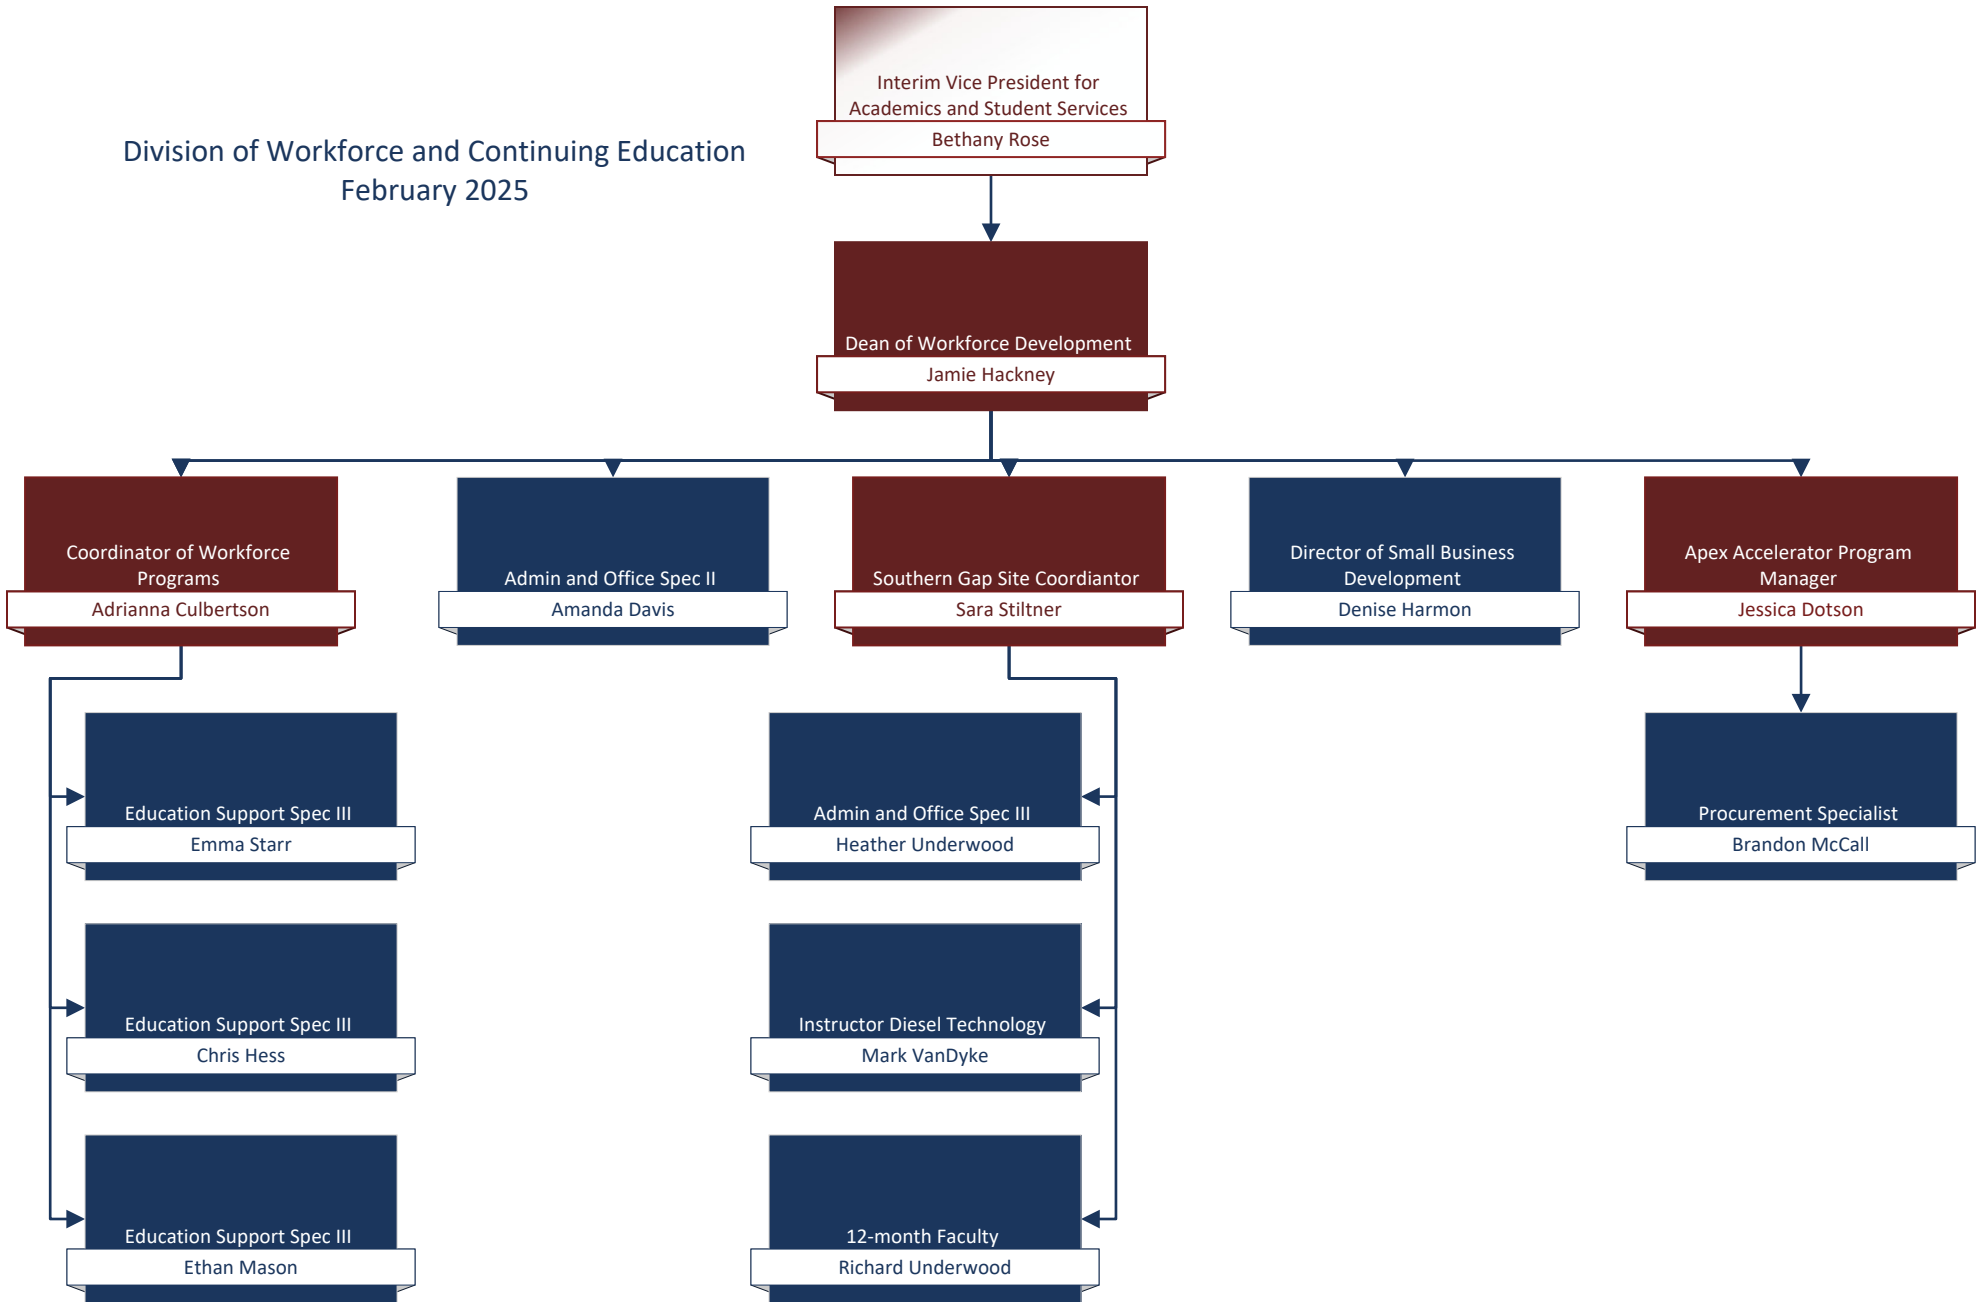 Interim Vice President for
Academics and Student Services
Bethany Rose
Division of Workforce and Continuing Education
February 2025
Dean of Workforce Development
Jamie Hackney
Coordinator of Workforce
Programs
Adrianna Culbertson
Admin and Office Spec II
Amanda Davis
Southern Gap Site Coordiantor
Sara Stiltner
Director of Small Business
Development
Denise Harmon
Apex Accelerator Program
Manager
Jessica Dotson
Education Support Spec III
Emma Starr
Admin and Office Spec III
Heather Underwood
Procurement Specialist
Brandon McCall
Education Support Spec III
Chris Hess
Instructor Diesel Technology
Mark VanDyke
Education Support Spec III
Ethan Mason
12-month Faculty
Richard Underwood